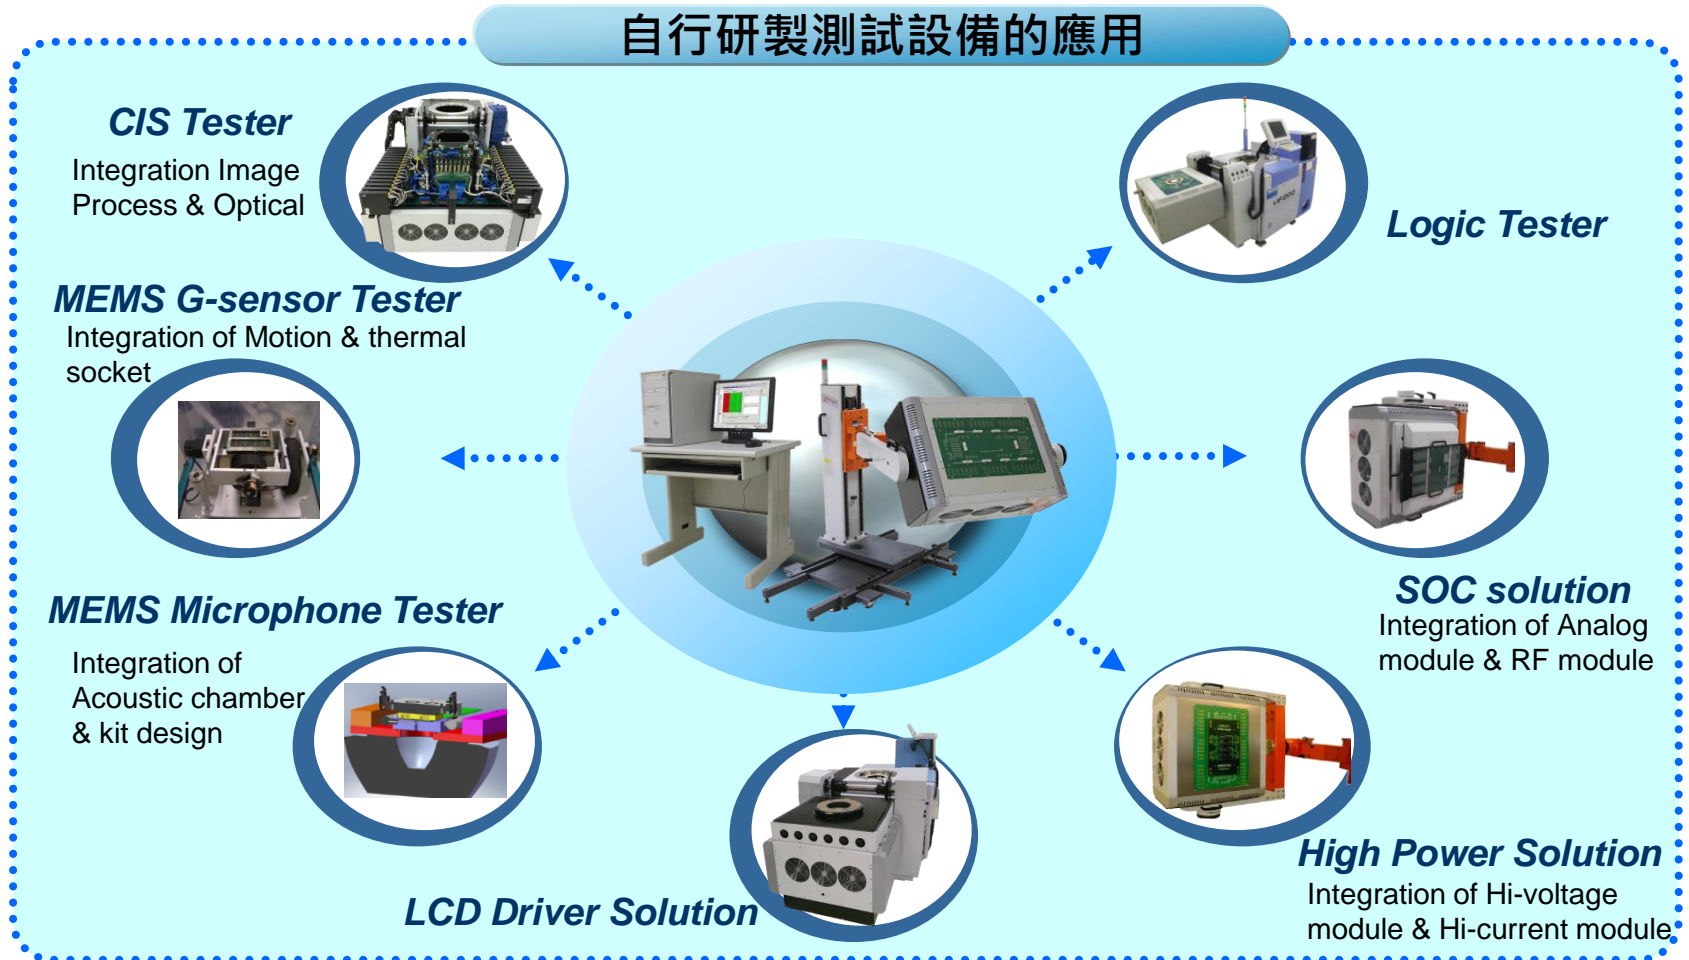 自行研製測試設備的應用
CIS Tester
Integration Image
Process & Optical
Logic Tester
MEMS G-sensor Tester
Integration of Motion & thermal
socket
SOC solution
Integration of Analog
module & RF module
MEMS Microphone Tester
Integration of
Acoustic chamber
& kit design
High Power Solution
Integration of Hi-voltage
module & Hi-current module
LCD Driver Solution